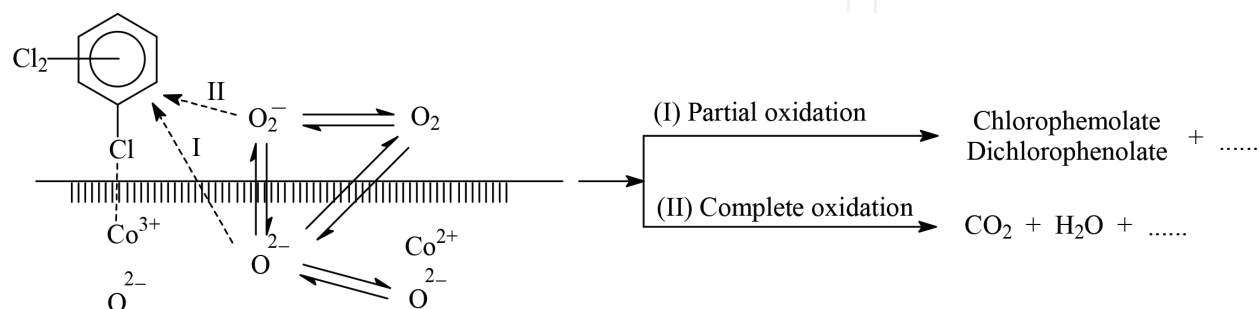 Cl₂
II
O₂⁻
O₂
(I) Partial oxidation
Chlorophemolate
Dichlorophenolate
+ ......
Cl
I
(II) Complete oxidation
CO₂ + H₂O + ......
Co³⁺
O²⁻
Co²⁺
O²⁻
O²⁻